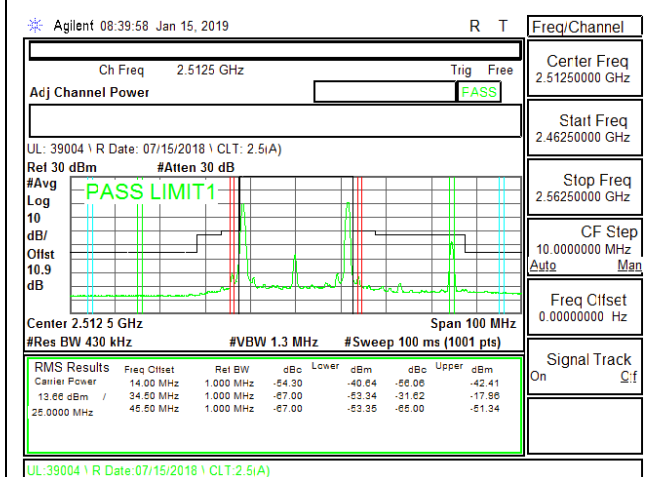 Agilent 08:39:58 Jan 15, 2019 R T
Freq/Channel
Ch Freq 2.5125 GHz Trig Free
Adj Channel Power PASS
Center Freq
2.51250000 GHz
Start Freq
2.46250000 GHz
Stop Freq
2.56250000 GHz
CF Step
10.0000000 MHz
Auto Man
Freq Offset
0.00000000 Hz
Signal Track
On Off
UL: 39004 \ R Date: 07/15/2018 \ CLT: 2.5(A)
Ref 30 dBm #Atten 30 dB
#Avg
Log
10
dB/
Offst
10.9
dB
PASS LIMIT1
Center 2.512 5 GHz Span 100 MHz
#Res BW 430 kHz #VBW 1.3 MHz #Sweep 100 ms (1001 pts)
RMS Results Freq Offset Ref BW dBc Lower dBm dBc Upper dBm
Carrier Power 14.00 MHz 1.000 MHz -54.30 -40.64 -56.06 -42.41
13.66 dBm / 34.50 MHz 1.000 MHz -67.00 -53.34 -31.62 -17.96
25.0000 MHz 45.50 MHz 1.000 MHz -67.00 -53.35 -65.00 -51.34
UL:39004 \ R Date:07/15/2018 \ CLT:2.5(A)